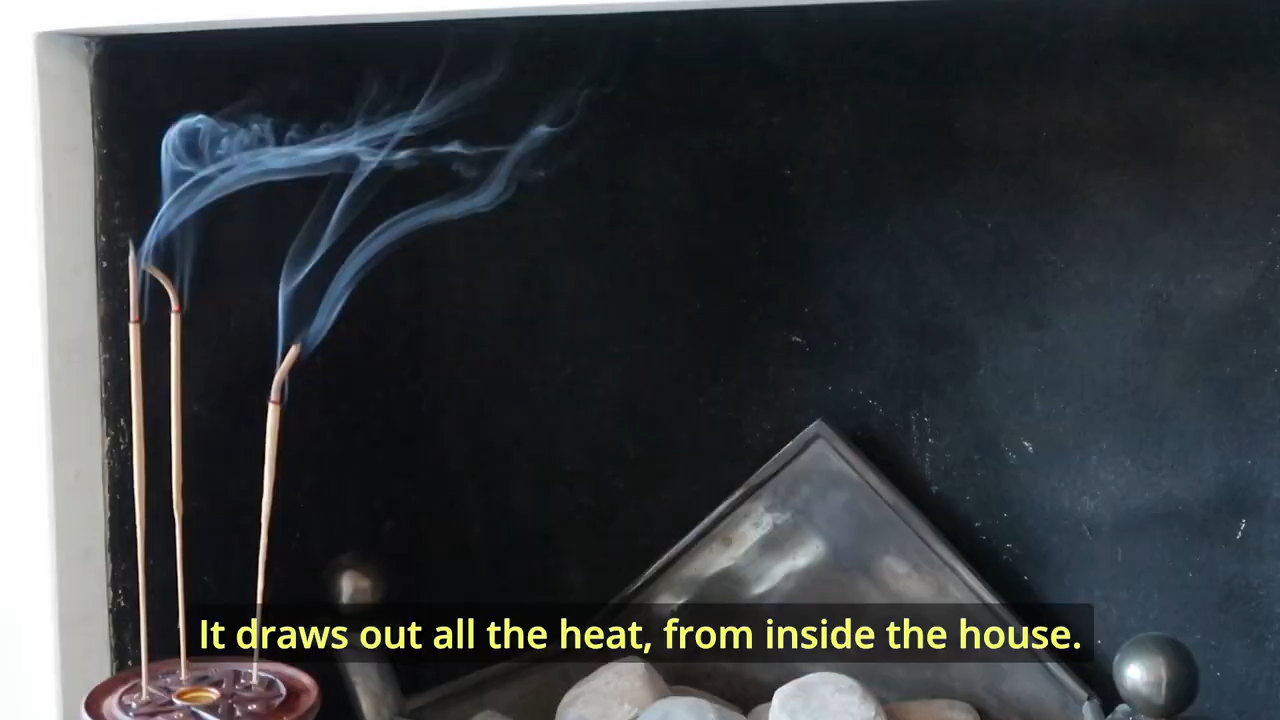 It draws out all the heat, from inside the house.